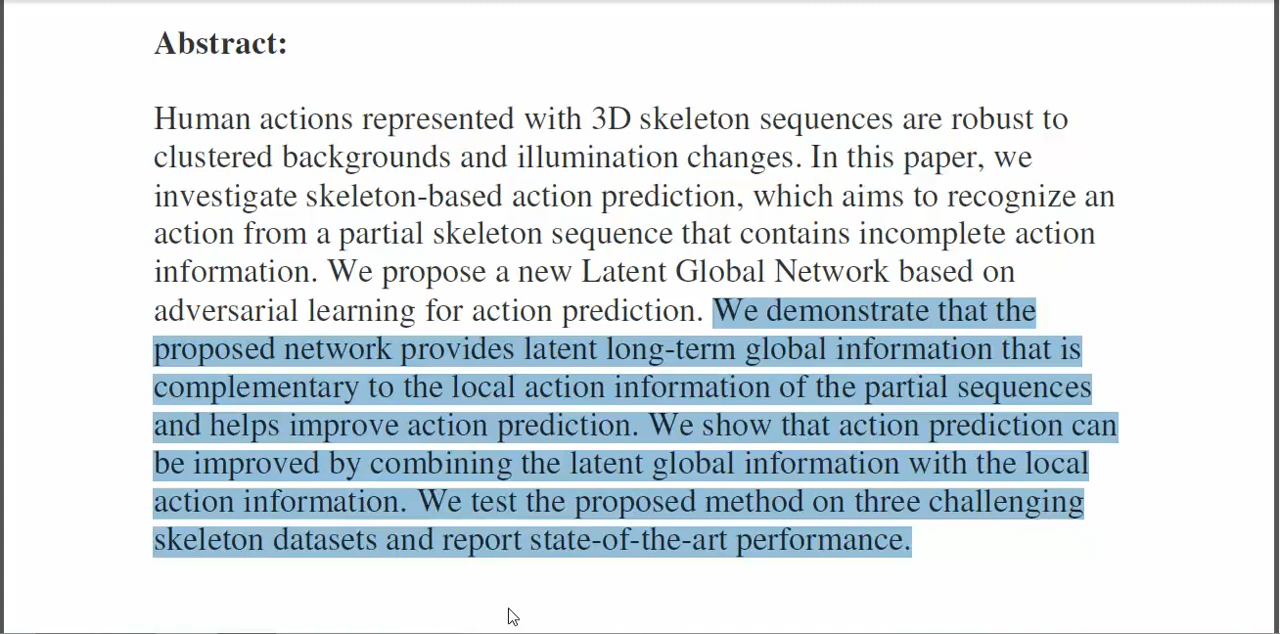 Abstract:
Human actions represented with 3D skeleton sequences are robust to
clustered backgrounds and illumination changes. In this paper, we
investigate skeleton-based action prediction, which aims to recognize an
action from a partial skeleton sequence that contains incomplete action
information. We propose a new Latent Global Network based on
adversarial learning for action prediction. We demonstrate that the
proposed network provides latent long-term global information that is
complementary to the local action information of the partial sequences
and helps improve action prediction. We show that action prediction can
be improved by combining the latent global information with the local
action information. We test the proposed method on three challenging
skeleton datasets and report state-of-the-art performance.